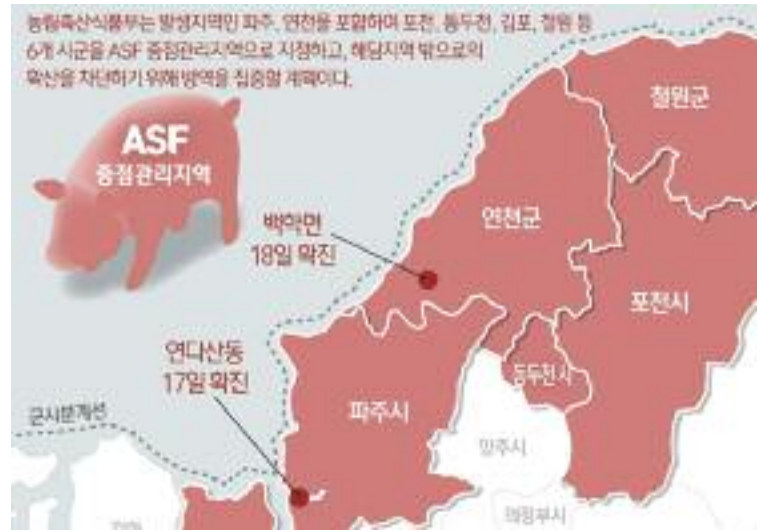 농림축산식품부는 발생지역인 파주, 연천을 포함하여 포천, 동두천, 김포, 철원 등
6개 시군을 ASF 중점관리지역으로 지정하고, 해당지역 밖으로의
확산을 차단하기 위해 방역을 집중할 계획이다.
ASF
중점관리지역
철원군
백학면
18일 확진
연천군
포천시
연다산동
17일 확진
동두천시
파주시
군사분계선
양주시
의정부시